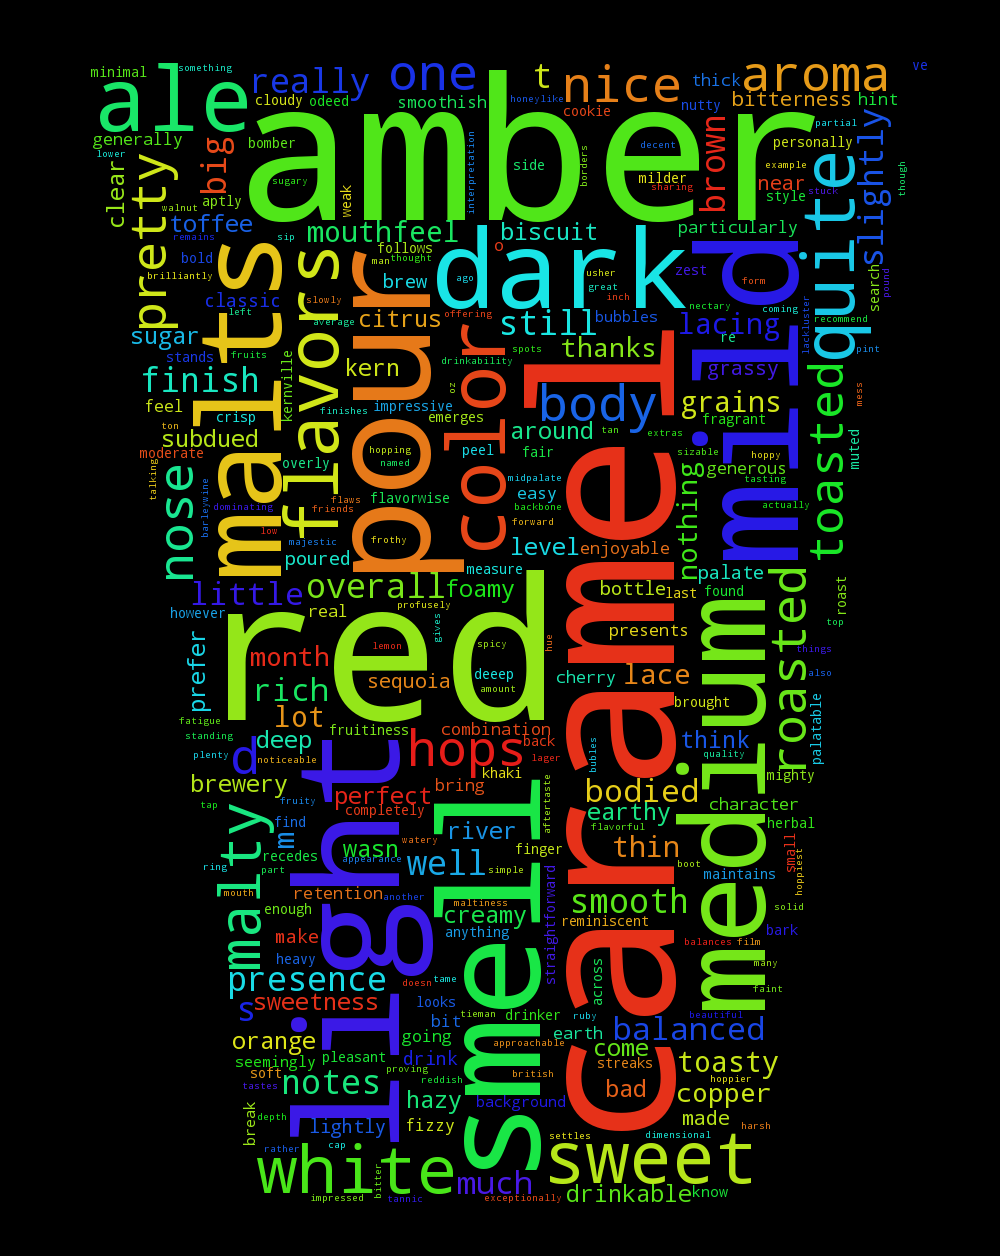 minimal
something
ale
really
one
t
nice
thick
aroma
ve
cloudy
odeed
smoothish
honeylike
cookie
nutty
bitterness
hint
generally
lower
bomber
amber
partial
personally
big
clear
pretty
sugary
weak
interpretation
side
borders
decent
milder
sharing
brown
near
example
style
stuck
quite
slightly
though
walnut
aptly
toffee
remains
sip
mouthfeel
follows
man
thought
o
biscuit
particularly
bold
brilliantly
malts
flavors
pour
brew
dark
ago
usher
great
inch
zest
mild
form
search
pound
classic
left
slowly
average
citrus
offering
still
bubbles
nectary
lacing
coming
recommend
lackluster
sugar
stands
fruits
color
drinkability
spots
thanks
re
pint
finish
kernville
kern
oz
caramel
body
grassy
toasted
mess
feel
crisp
finishes
impressive
emerges
grains
fragrant
ton
subdued
hopping
named
peel
around
tan
extras
sizable
hoppy
muted
moderate
talking
nose
overly
fair
midpalate
generous
tasting
barleywine
dominating
flaws
friends
flavorwise
easy
backbone
nothing
actually
low
majestic
frothy
forward
poured
measure
level
enjoyable
palate
little
overall
foamy
bottle
last
found
roasted
roast
however
real
profusely
gives
red
medium
top
prefer
month
lemon
spicy
hue
presents
things
rich
sequoia
deeep
amount
cherry
lace
also
brought
palatable
fatigue
lot
standing
fruitiness
combination
back
d
deep
hops
lager
bubles
think
plenty
noticeable
quality
brewery
light
khaki
bodied
mighty
fruity
perfect
bring
aftertaste
tap
completely
smell
earthy
character
malty
find
m
watery
river
flavorful
herbal
recedes
wasn
finger
thin
small
ring
part
appearance
well
simple
boot
maintains
hoppiest
mouth
retention
another
maltiness
straightforward
smooth
solid
enough
creamy
reminiscent
make
anything
bark
heavy
balances
film
presence
doesn
tame
across
many
faint
sweetness
looks
s
bit
tieman
drinker
ruby
beautiful
orange
going
approachable
earth
balanced
seemingly
pleasant
drink
british
come
streaks
toasty
soft
proving
hoppier
tastes
notes
reddish
bad
copper
break
depth
hazy
background
made
lightly
fizzy
harsh
rather
cap
settles
dimensional
white
bitter
sweet
impressed
tannic
much
exceptionally
drinkable
know